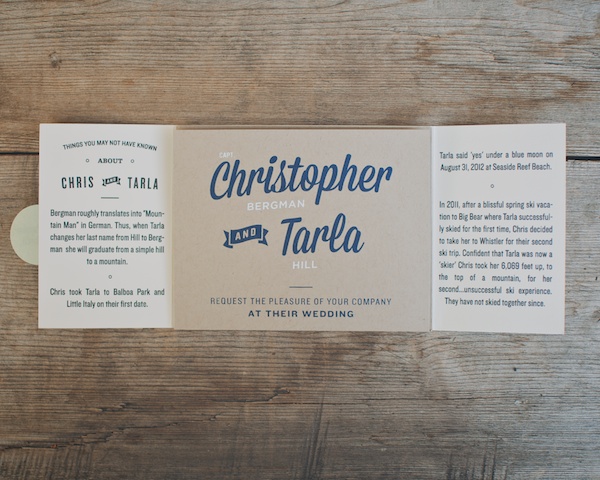 THINGS YOU MAY NOT HAVE KNOWN
ABOUT
CHRIS AND TARLA
Bergman roughly translates into "Moun-
tain Man" in German. Thus, when Tarla
changes her last name from Hill to Berg-
man she will graduate from a simple hill
to a mountain.
Chris took Tarla to Balboa Park and
Little Italy on their first date.
CAPT.
Christopher
BERGMAN
AND Tarla
HILL
REQUEST THE PLEASURE OF YOUR COMPANY
AT THEIR WEDDING
Tarla said 'yes' under a blue moon on
August 31, 2012 at Seaside Reef Beach.
In 2011, after a blissful spring ski vaca-
tion to Big Bear where Tarla successful-
ly skied for the first time, Chris decided
to take her to Whistler for their second
ski trip. Confident that Tarla was now a
'skier' Chris took her 6,069 feet up, to
the top of a mountain, for her
second...unsuccessful ski experience.
They have not skied together since.